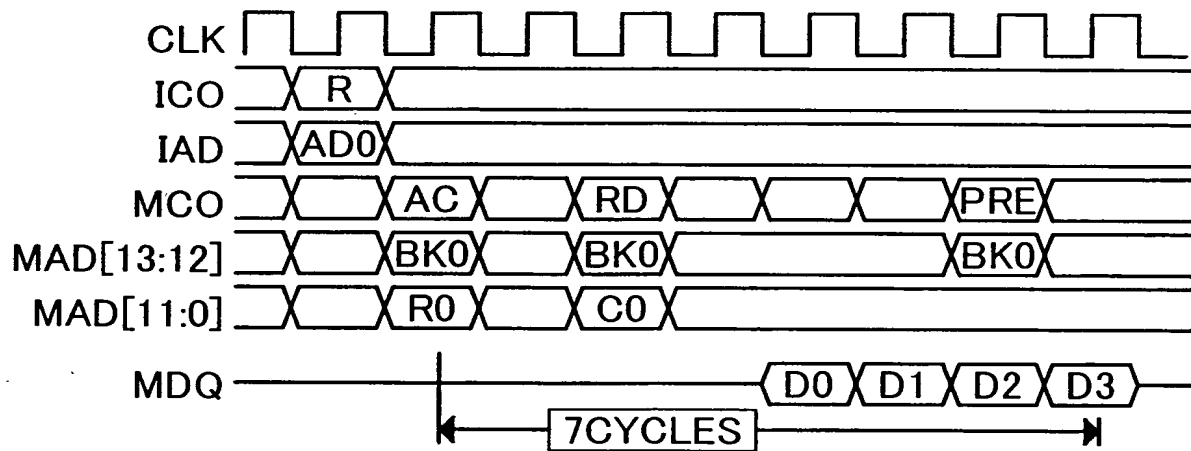 CLK
ICO R
IAD AD0
MCO AC RD PRE
MAD[13:12] BK0 BK0 BK0
MAD[11:0] R0 C0
MDQ D0 D1 D2 D3
7CYCLES